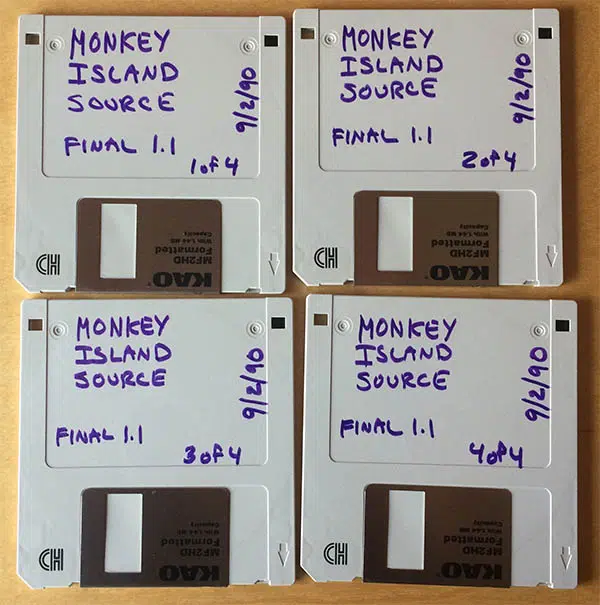 MONKEY
ISLAND
SOURCE
9/2/90
FINAL 1.1
1 of 4
KAO
MF2HD
Formatted
With 1.44 MB
Capacity
HD
MONKEY
ISLAND
SOURCE
9/2/90
FINAL 1.1
2 of 4
KAO
MF2HD
Formatted
With 1.44 MB
Capacity
HD
MONKEY
ISLAND
SOURCE
9/2/90
FINAL 1.1
3 of 4
KAO
MF2HD
Formatted
With 1.44 MB
Capacity
HD
MONKEY
ISLAND
SOURCE
9/2/90
FINAL 1.1
4 of 4
KAO
MF2HD
Formatted
With 1.44 MB
Capacity
HD